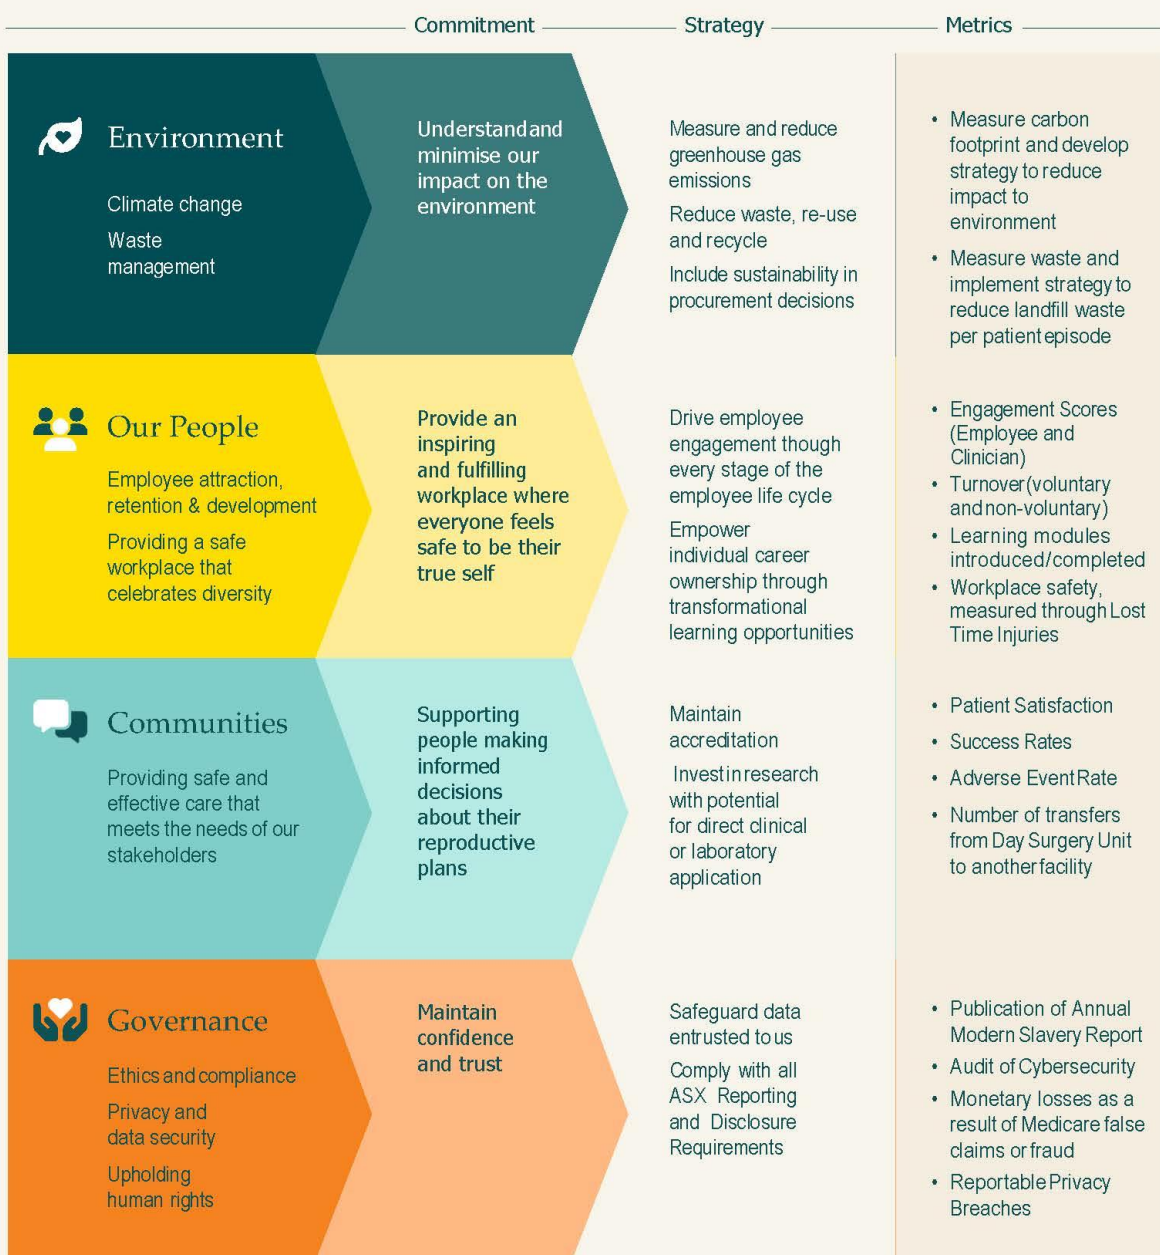 Commitment
Strategy
Metrics
Environment
Climate change
Waste
management
Understand and
minimise our
impact on the
environment
Measure and reduce
greenhouse gas
emissions
Reduce waste, re-use
and recycle
Include sustainability in
procurement decisions
• Measure carbon
footprint and develop
strategy to reduce
impact to
environment
• Measure waste and
implement strategy to
reduce landfill waste
per patient episode
Our People
Employee attraction,
retention & development
Providing a safe
workplace that
celebrates diversity
Provide an
inspiring
and fulfilling
workplace where
everyone feels
safe to be their
true self
Drive employee
engagement though
every stage of the
employee life cycle
Empower
individual career
ownership through
transformational
learning opportunities
• Engagement Scores
(Employee and
Clinician)
• Turnover (voluntary
and non-voluntary)
• Learning modules
introduced/completed
• Workplace safety,
measured through Lost
Time Injuries
Communities
Providing safe and
effective care that
meets the needs of our
stakeholders
Supporting
people making
informed
decisions
about their
reproductive
plans
Maintain
accreditation
Invest in research
with potential
for direct clinical
or laboratory
application
• Patient Satisfaction
• Success Rates
• Adverse Event Rate
• Number of transfers
from Day Surgery Unit
to another facility
Governance
Ethics and compliance
Privacy and
data security
Upholding
human rights
Maintain
confidence
and trust
Safeguard data
entrusted to us
Comply with all
ASX Reporting
and Disclosure
Requirements
• Publication of Annual
Modern Slavery Report
• Audit of Cybersecurity
• Monetary losses as a
result of Medicare false
claims or fraud
• Reportable Privacy
Breaches